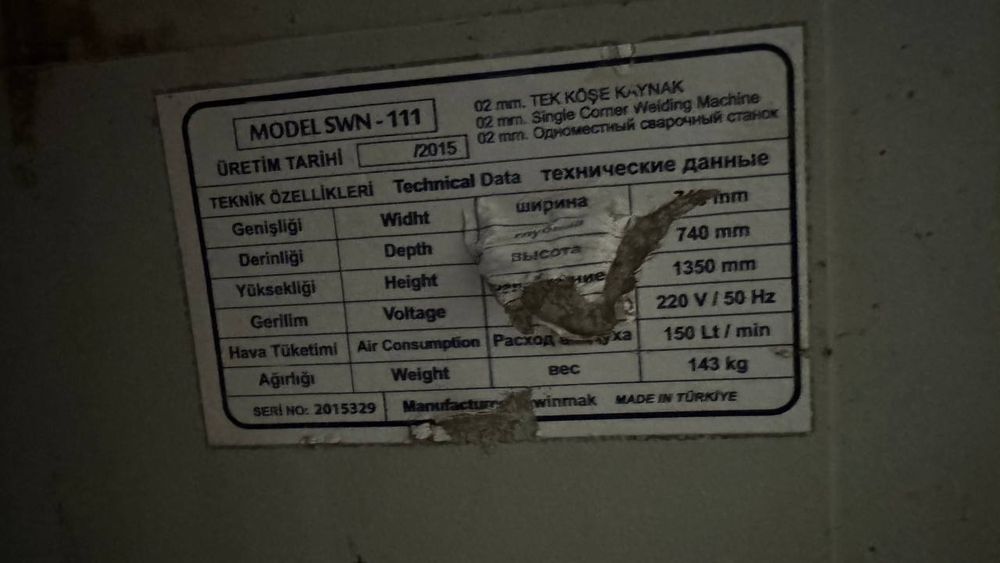 MODEL SWN - 111
02 mm. TEK KÖŞE KAYNAK
02 mm. Single Corner Welding Machine
02 mm. Одноместный сварочный станок
ÜRETİM TARİHİ /2015
TEKNİK ÖZELLİKLERİ Technical Data технические данные
Genişliği Widht ширина mm
Derinliği Depth 740 mm
Yüksekliği Height высота 1350 mm
Gerilim Voltage 220 V / 50 Hz
Hava Tüketimi Air Consumption Расход 150 Lt / min
Ağırlığı Weight вес 143 kg
SERİ NO: 2015329 MADE IN TÜRKİYE